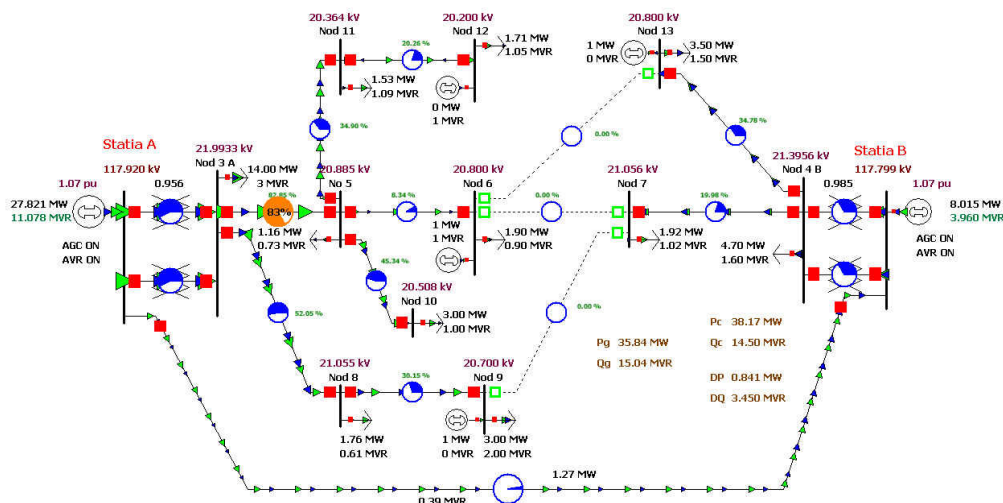 20.364 kV
Nod 11
20.200 kV
Nod 12
20.26 %
1.71 MW
1.05 MVR
1.53 MW
1.09 MVR
0 MW
1 MVR
34.90 %
20.800 kV
Nod 13
1 MW
0 MVR
3.50 MW
1.50 MVR
0.00 %
34.78 %
Statia A
117.920 kV
1.07 pu
27.821 MW
11.078 MVR
AGC ON
AVR ON
0.956
21.9933 kV
Nod 3 A
14.00 MW
3 MVR
62.85 %
83%
1.16 MW
0.73 MVR
52.05 %
20.885 kV
No 5
8.34 %
45.34 %
20.800 kV
Nod 6
1 MW
1 MVR
1.90 MW
0.90 MVR
0.00 %
21.056 kV
Nod 7
1.92 MW
1.02 MVR
19.98 %
21.3956 kV
Nod 4 B
4.70 MW
1.60 MVR
0.985
Statia B
117.799 kV
1.07 pu
8.015 MW
3.960 MVR
AGC ON
AVR ON
20.508 kV
Nod 10
3.00 MW
1.00 MVR
0.00 %
21.055 kV
Nod 8
1.76 MW
0.61 MVR
38.15 %
20.700 kV
Nod 9
1 MW
0 MVR
3.00 MW
2.00 MVR
Pg 35.84 MW
Qg 15.04 MVR
Pc 38.17 MW
Qc 14.50 MVR
DP 0.841 MW
DQ 3.450 MVR
1.27 MW
0.39 MVR